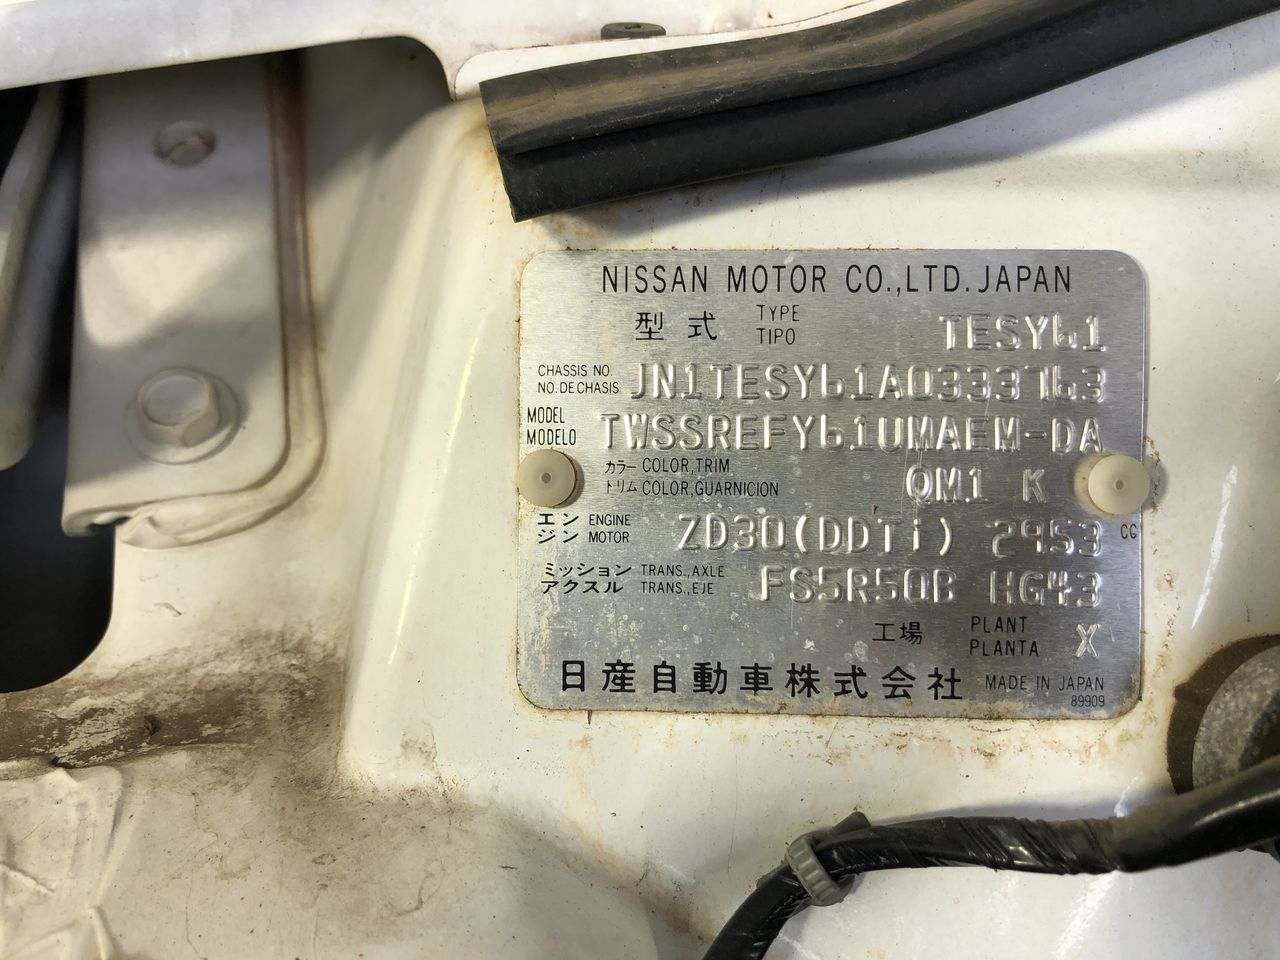 NISSAN MOTOR CO.,LTD. JAPAN
型式 TYPE TIPO TESY61
CHASSIS NO. NO. DE CHASIS JN1TESY61A0333763
MODEL MODELO TWSSREFY61UMAEM-DA
カラー COLOR,TRIM トリム COLOR,GUARNICION QM1 K
エンジン ENGINE MOTOR ZD30(DDTi) 2953 CC
ミッション TRANS.,AXLE アクスル TRANS.,EJE FS5R50B HG43
工場 PLANT PLANTA X
日産自動車株式会社 MADE IN JAPAN
89909